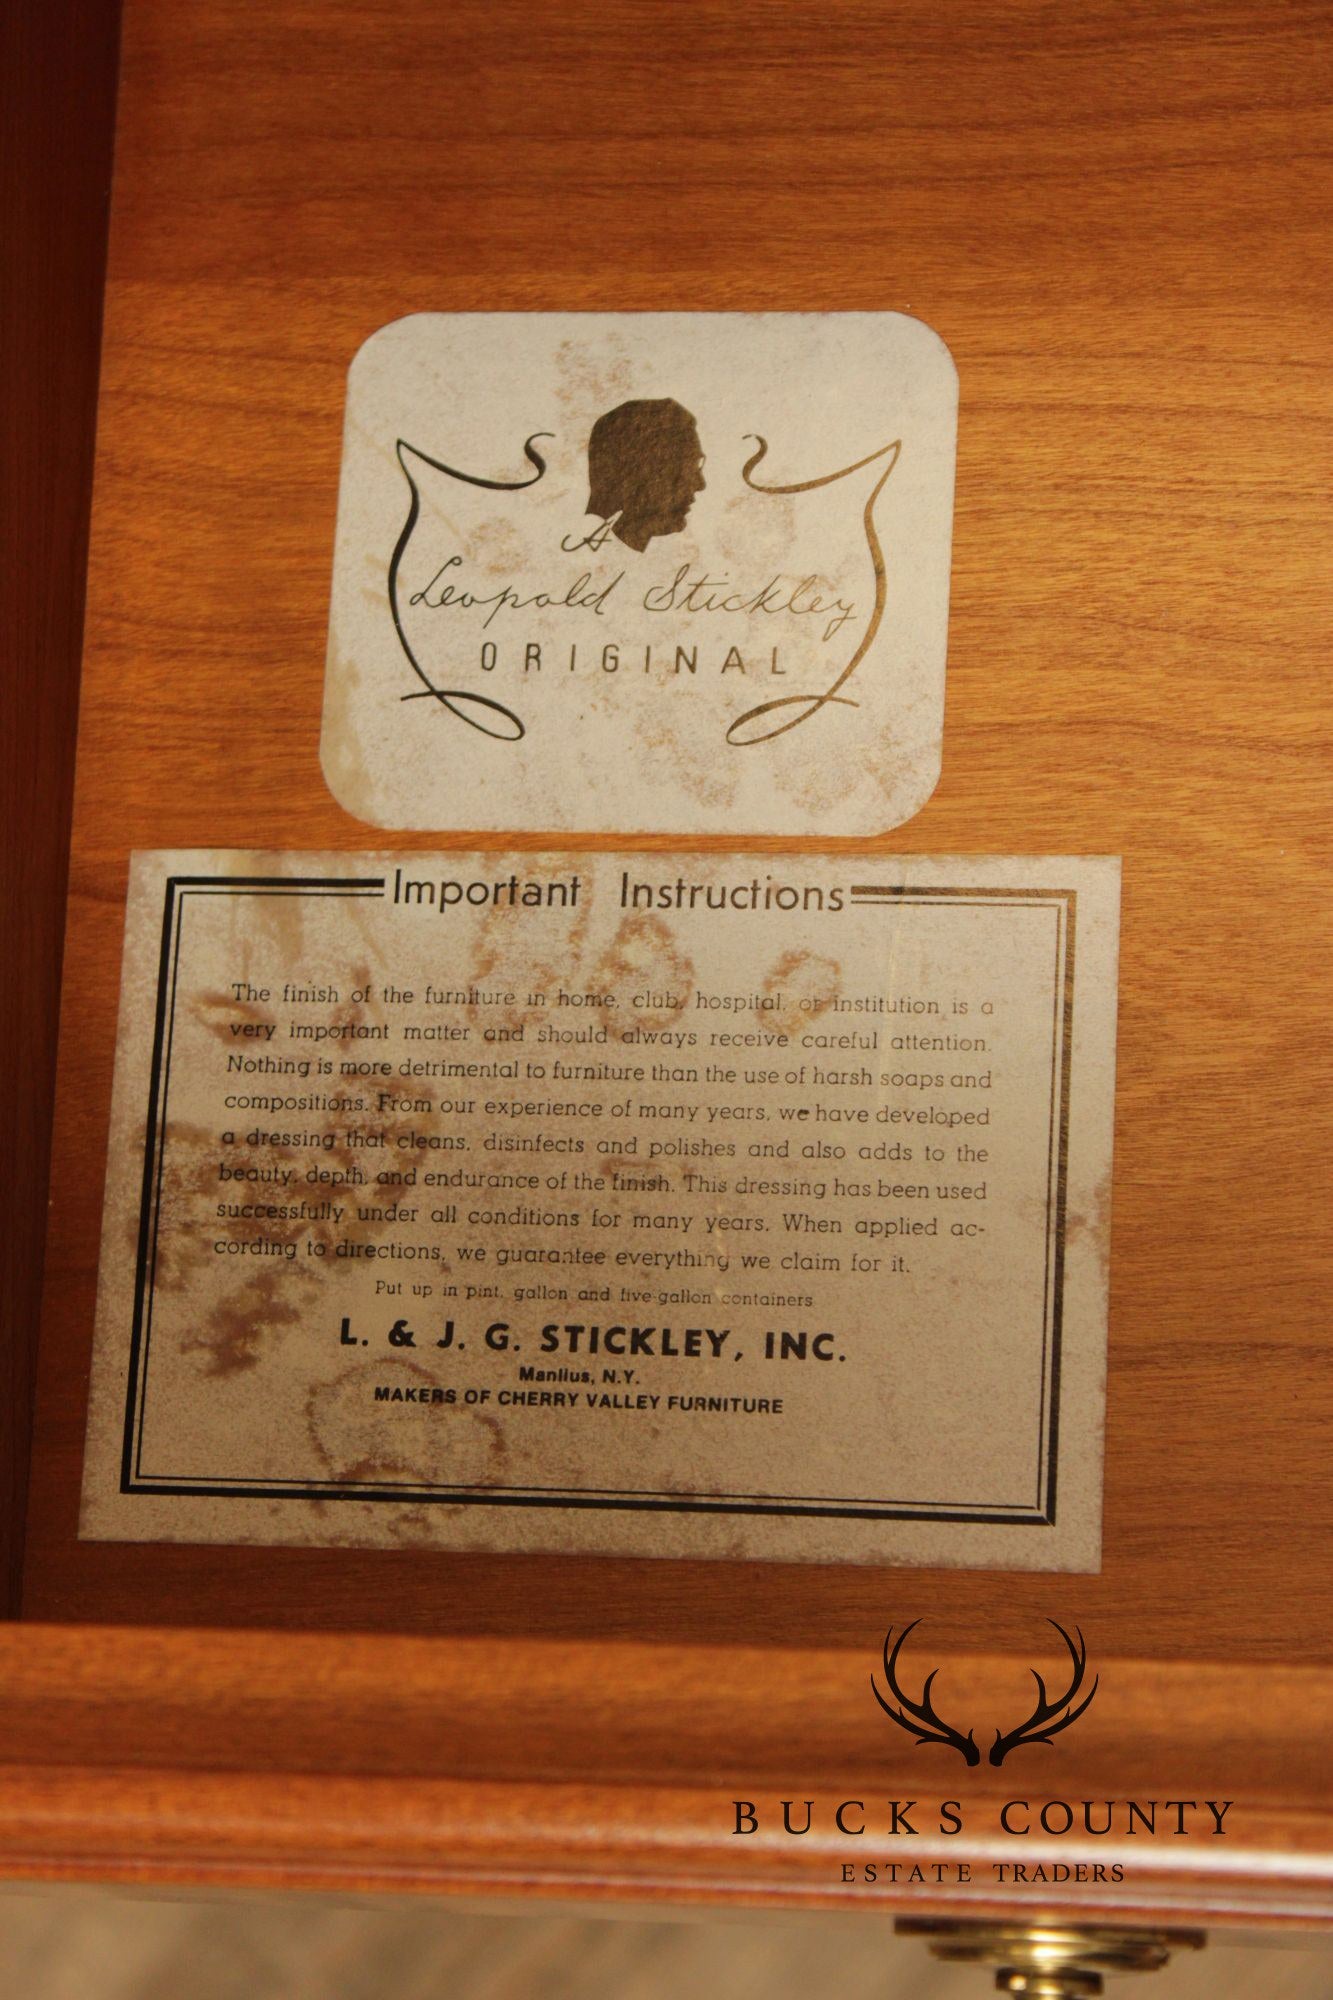 A
Leopold Stickley
ORIGINAL
Important Instructions
The finish of the furniture in home, club, hospital, or institution is a
very important matter and should always receive careful attention.
Nothing is more detrimental to furniture than the use of harsh soaps and
compositions. From our experience of many years, we have developed
a dressing that cleans, disinfects and polishes and also adds to the
beauty, depth, and endurance of the finish. This dressing has been used
successfully under all conditions for many years. When applied ac-
cording to directions, we guarantee everything we claim for it.
Put up in pint, gallon and five-gallon containers
L. & J. G. STICKLEY, INC.
Manlius, N.Y.
MAKERS OF CHERRY VALLEY FURNITURE
BUCKS COUNTY
ESTATE TRADERS